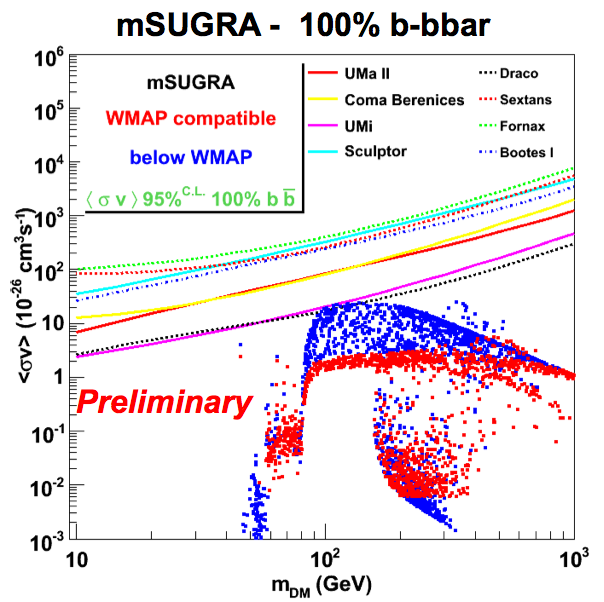 mSUGRA - 100% b-bbar
mSUGRA
WMAP compatible
below WMAP
⟨ σ v ⟩ 95%^C.L. 100% b b̅
UMa II
Coma Berenices
UMi
Sculptor
Draco
Sextans
Fornax
Bootes I
Preliminary
<σv> (10^-26 cm^3s^-1)
10^6
10^5
10^4
10^3
10^2
10
1
10^-1
10^-2
10^-3
10
10^2
10^3
m_DM (GeV)